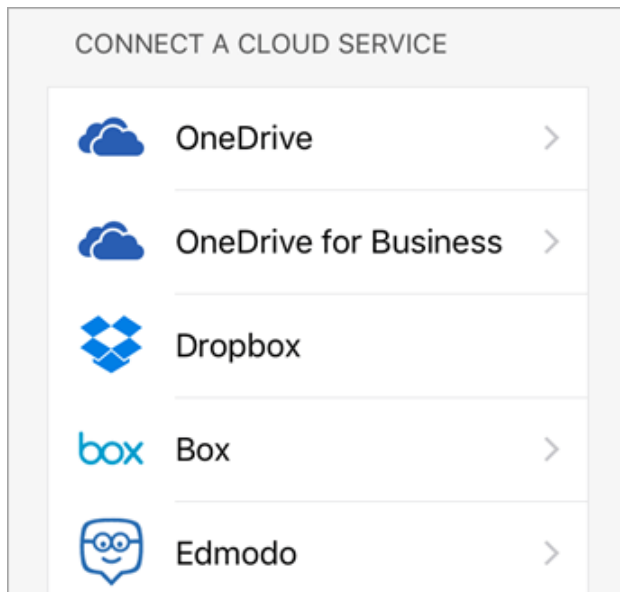 CONNECT A CLOUD SERVICE
OneDrive
OneDrive for Business
Dropbox
box Box
Edmodo